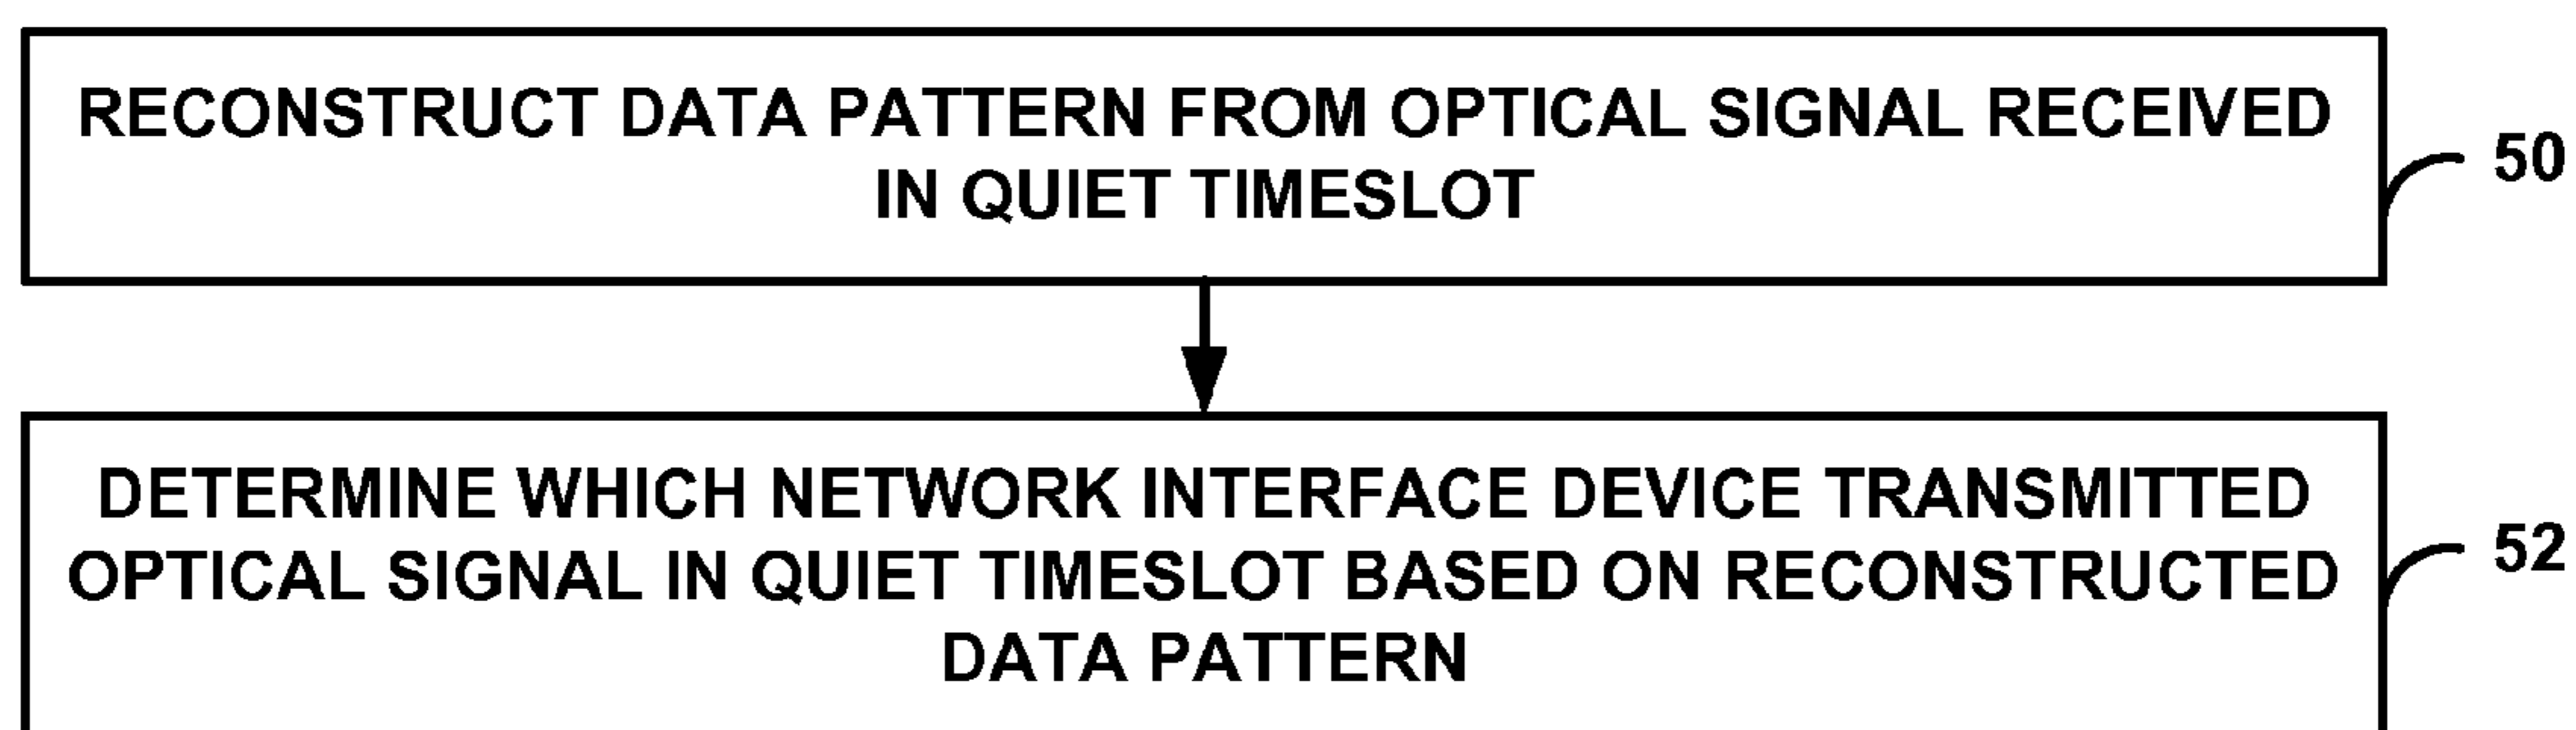 RECONSTRUCT DATA PATTERN FROM OPTICAL SIGNAL RECEIVED
IN QUIET TIMESLOT
50
DETERMINE WHICH NETWORK INTERFACE DEVICE TRANSMITTED
OPTICAL SIGNAL IN QUIET TIMESLOT BASED ON RECONSTRUCTED
DATA PATTERN
52